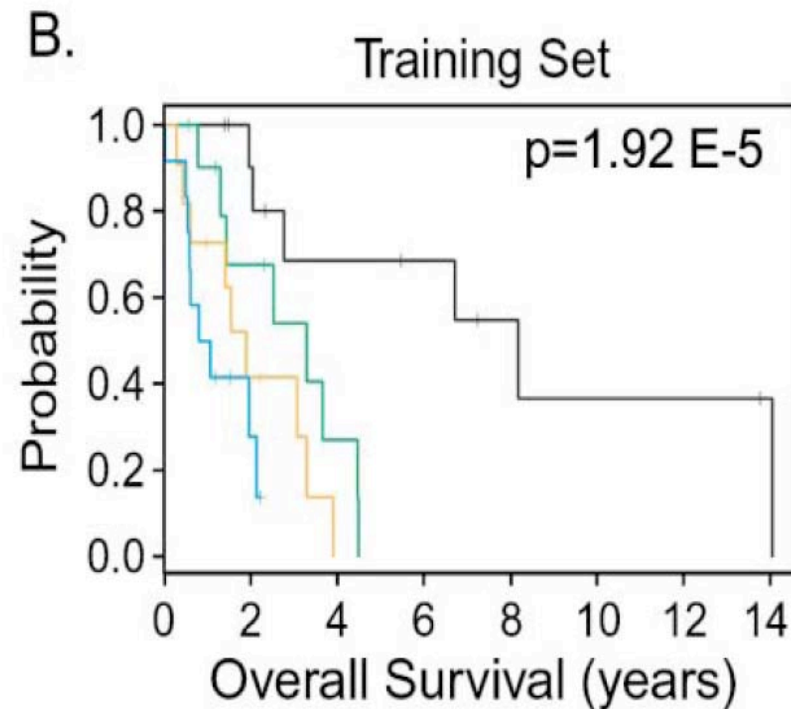 B.
Training Set
p=1.92 E-5
Probability
1.0
0.8
0.6
0.4
0.2
0.0
0 2 4 6 8 10 12 14
Overall Survival (years)